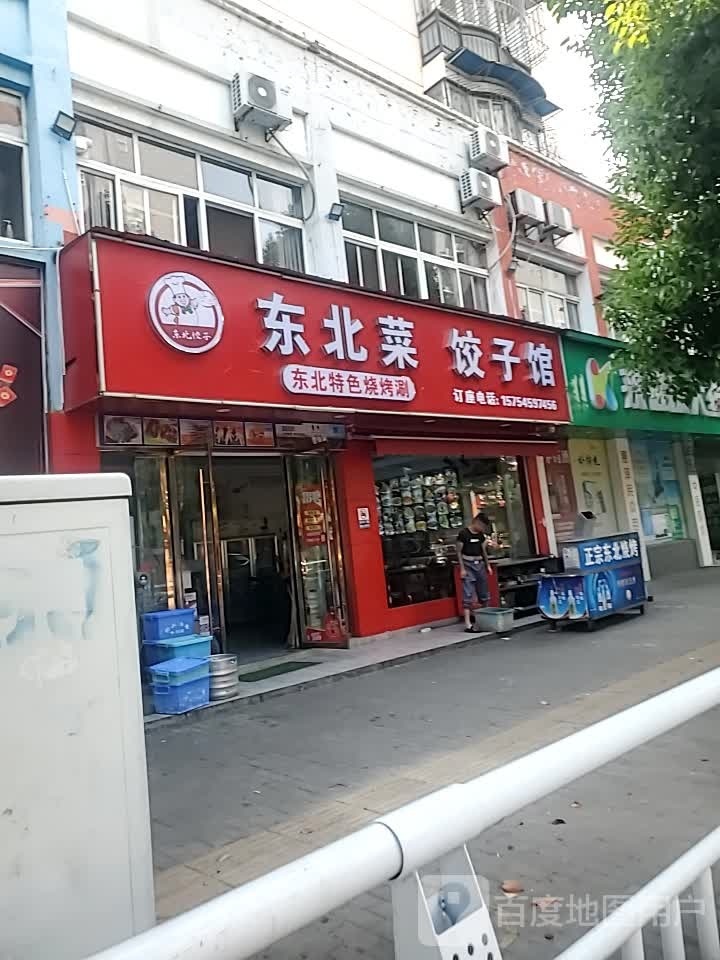 东北菜 饺子馆
东北饺子
东北特色烧烤涮
订座电话: 15754597456
正宗东北烧烤
百度地图用户